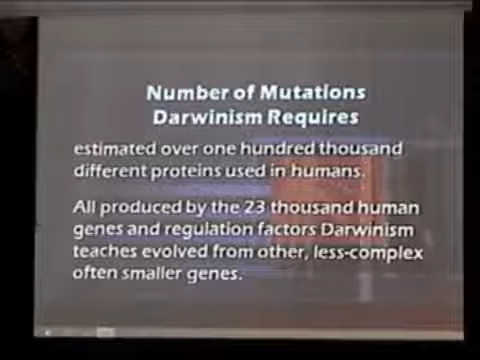 Number of Mutations
Darwinism Requires
estimated over one hundred thousand
different proteins used in humans.
All produced by the 23 thousand human
genes and regulation factors Darwinism
teaches evolved from other, less-complex
often smaller genes.